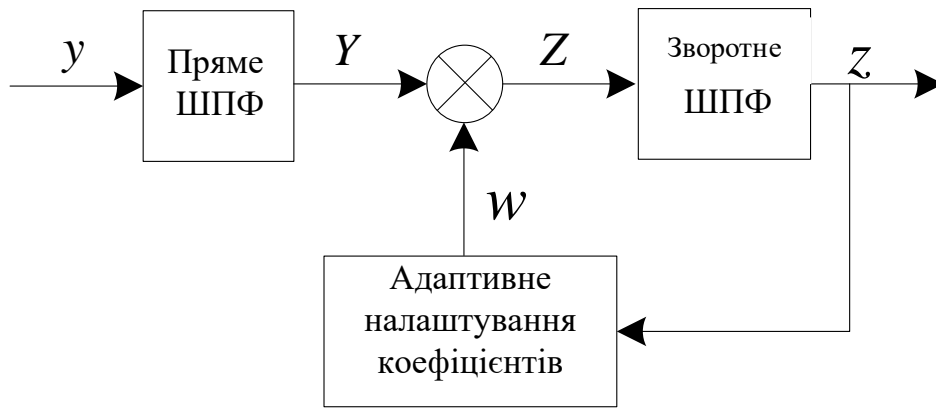 y
Пряме
ШПФ
Y
Z
Зворотне
ШПФ
z
w
Адаптивне
налаштування
коефіцієнтів